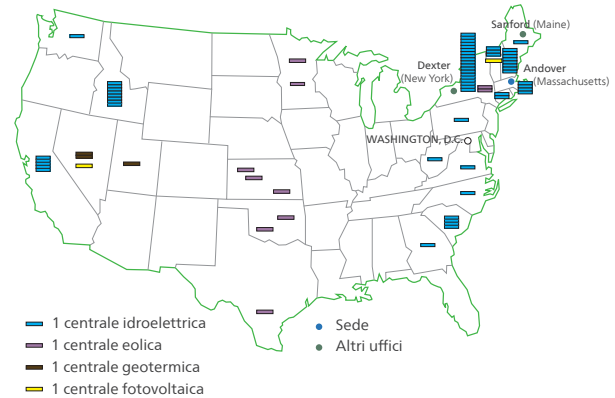 Sanford (Maine)
Dexter
(New York)
Andover
(Massachusetts)
WASHINGTON, D.C.
1 centrale idroelettrica
1 centrale eolica
1 centrale geotermica
1 centrale fotovoltaica
Sede
Altri uffici